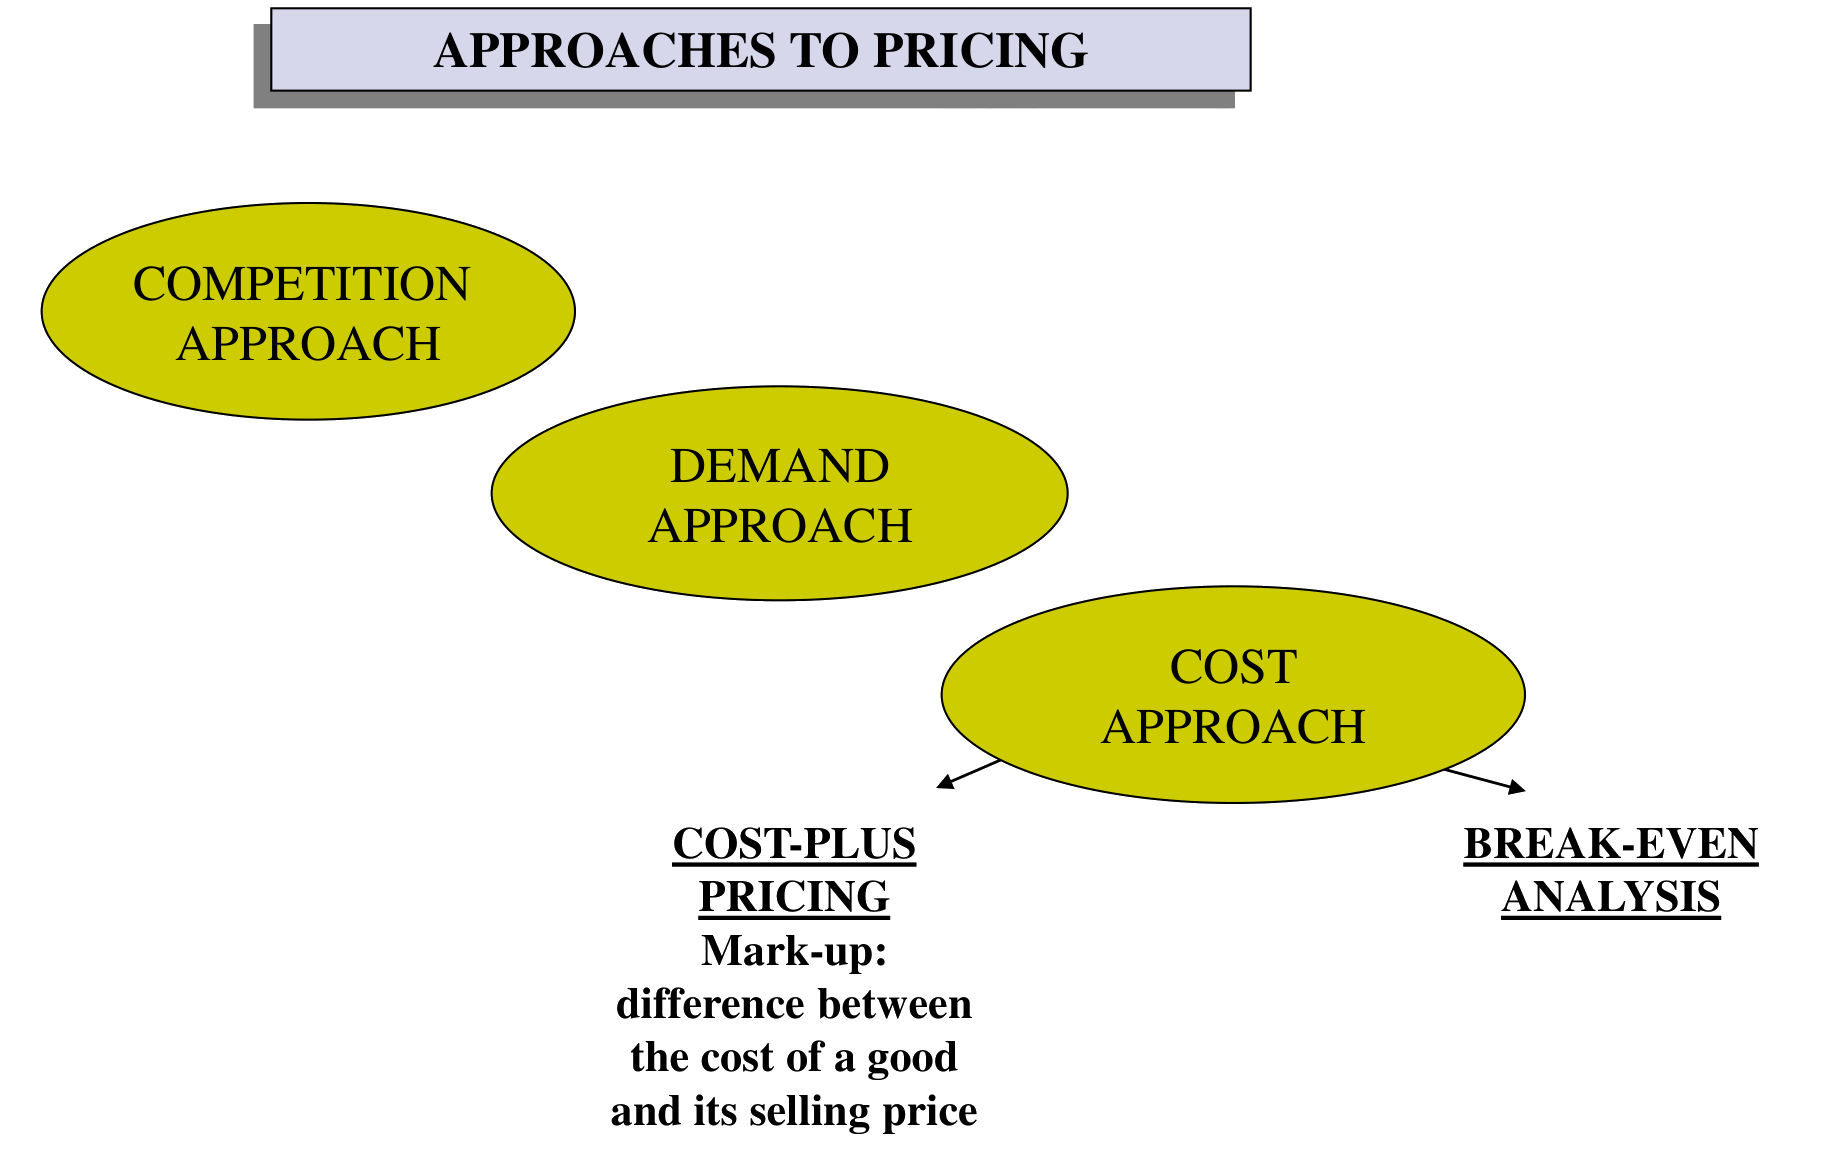 APPROACHES TO PRICING
COMPETITION
APPROACH
DEMAND
APPROACH
COST
APPROACH
COST-PLUS
PRICING
Mark-up:
difference between
the cost of a good
and its selling price
BREAK-EVEN
ANALYSIS